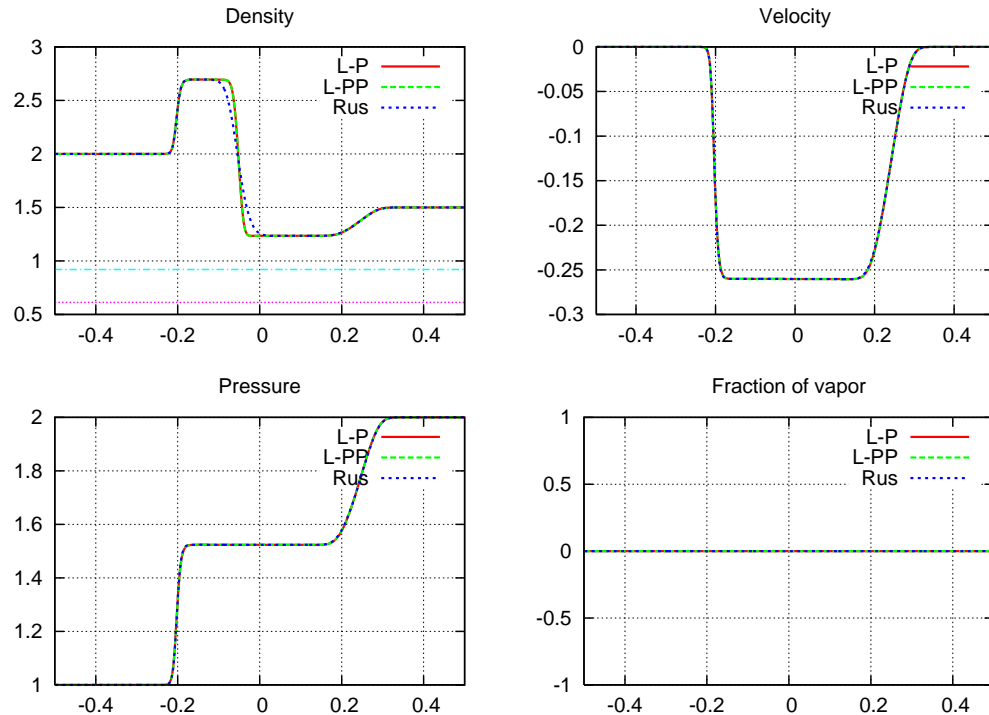 Density
3
2.5
2
1.5
1
0.5
-0.4
-0.2
0
0.2
0.4
L-P
L-PP
Rus
Velocity
0
-0.05
-0.1
-0.15
-0.2
-0.25
-0.3
-0.4
-0.2
0
0.2
0.4
L-P
L-PP
Rus
Pressure
2
1.8
1.6
1.4
1.2
1
-0.4
-0.2
0
0.2
0.4
L-P
L-PP
Rus
Fraction of vapor
1
0.5
0
-0.5
-1
-0.4
-0.2
0
0.2
0.4
L-P
L-PP
Rus